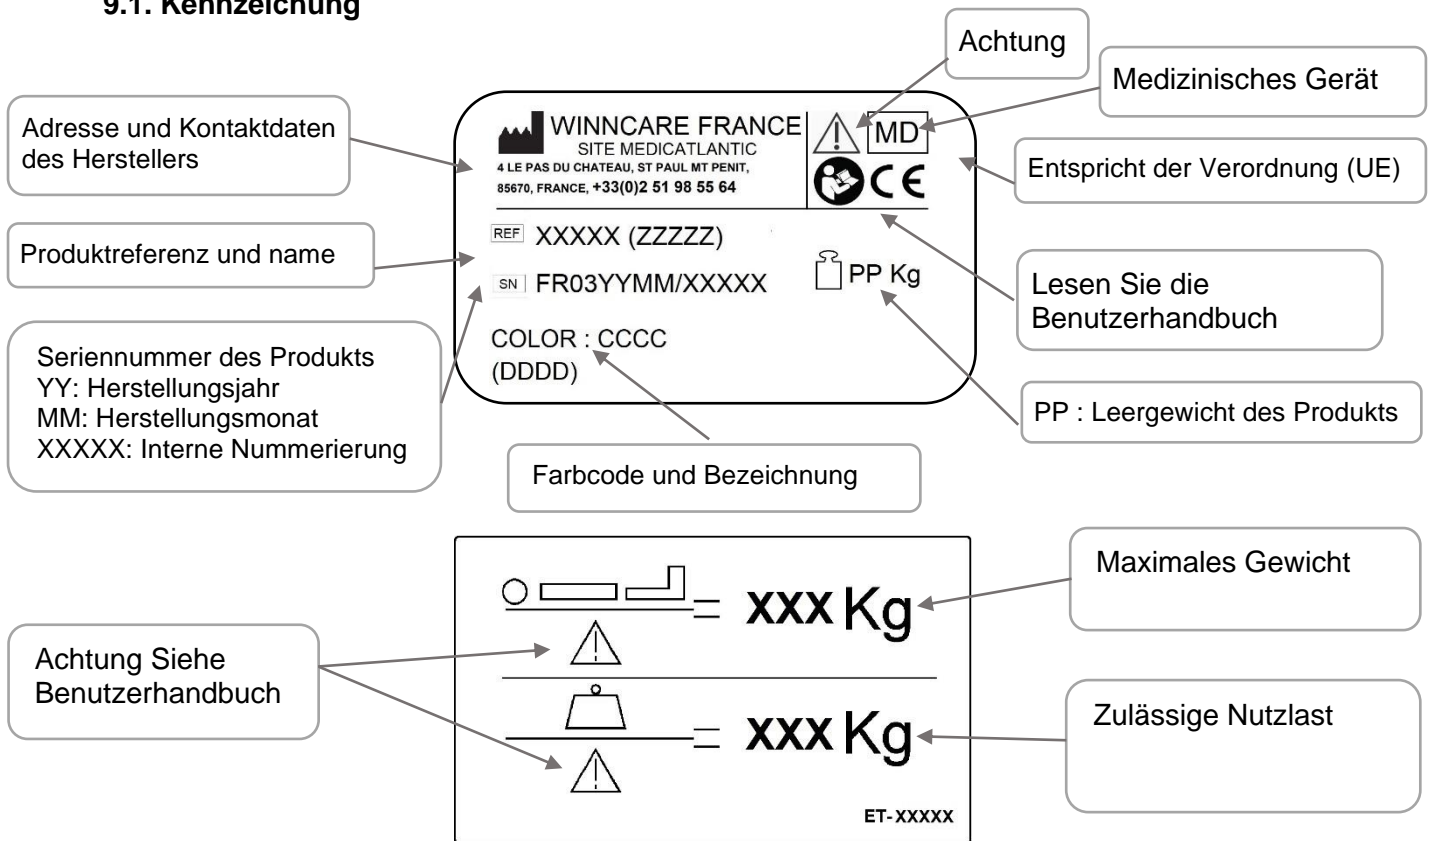 9.1. Kennzeichung
Achtung
Medizinisches Gerät
Adresse und Kontaktdaten
des Herstellers
WINNCARE FRANCE
SITE MEDICATLANTIC
4 LE PAS DU CHATEAU, ST PAUL MT PENIT,
85670, FRANCE, +33(0)2 51 98 55 64
MD
CE
Entspricht der Verordnung (UE)
Produktreferenz und name
REF XXXXX (ZZZZZ)
SN FR03YYMM/XXXXX
PP Kg
Lesen Sie die
Benutzerhandbuch
Seriennummer des Produkts
YY: Herstellungsjahr
MM: Herstellungsmonat
XXXXX: Interne Nummerierung
COLOR : CCCC
(DDDD)
PP : Leergewicht des Produkts
Farbcode und Bezeichnung
= XXX Kg
Maximales Gewicht
Achtung Siehe
Benutzerhandbuch
= XXX Kg
Zulässige Nutzlast
ET-XXXXX